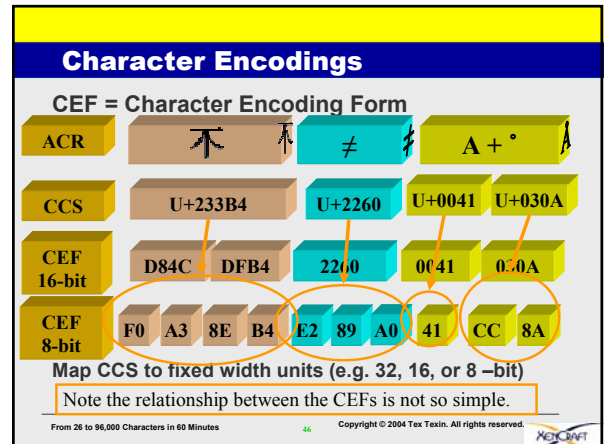 Character Encodings
CEF = Character Encoding Form
ACR 𣎴 ≠ A + °
CCS U+233B4 U+2260 U+0041 U+030A
CEF 16-bit D84C DFB4 2260 0041 030A
CEF 8-bit F0 A3 8E B4 E2 89 A0 41 CC 8A
Map CCS to fixed width units (e.g. 32, 16, or 8 –bit)
Note the relationship between the CEFs is not so simple.
From 26 to 96,000 Characters in 60 Minutes 46 Copyright © 2004 Tex Texin. All rights reserved.
XENCRAFT